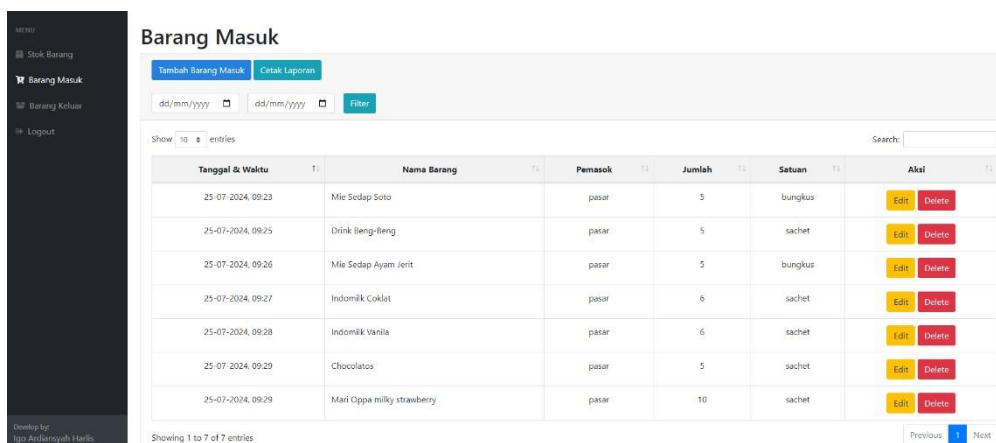 MENU
Stok Barang
Barang Masuk
Barang Keluar
Logout
Develop by:
Igo Ardiansyah Harlis
Barang Masuk
Tambah Barang Masuk Cetak Laporan
dd/mm/yyyy dd/mm/yyyy Filter
Show 10 entries Search:
Tanggal & Waktu Nama Barang Pemasok Jumlah Satuan Aksi
25-07-2024, 09:23 Mie Sedap Soto pasar 5 bungkus Edit Delete
25-07-2024, 09:25 Drink Beng-Beng pasar 5 sachet Edit Delete
25-07-2024, 09:26 Mie Sedap Ayam Jerit pasar 5 bungkus Edit Delete
25-07-2024, 09:27 Indomilk Coklat pasar 6 sachet Edit Delete
25-07-2024, 09:28 Indomilk Vanila pasar 6 sachet Edit Delete
25-07-2024, 09:29 Chocolatos pasar 5 sachet Edit Delete
25-07-2024, 09:29 Mari Oppa milky strawberry pasar 10 sachet Edit Delete
Showing 1 to 7 of 7 entries Previous 1 Next